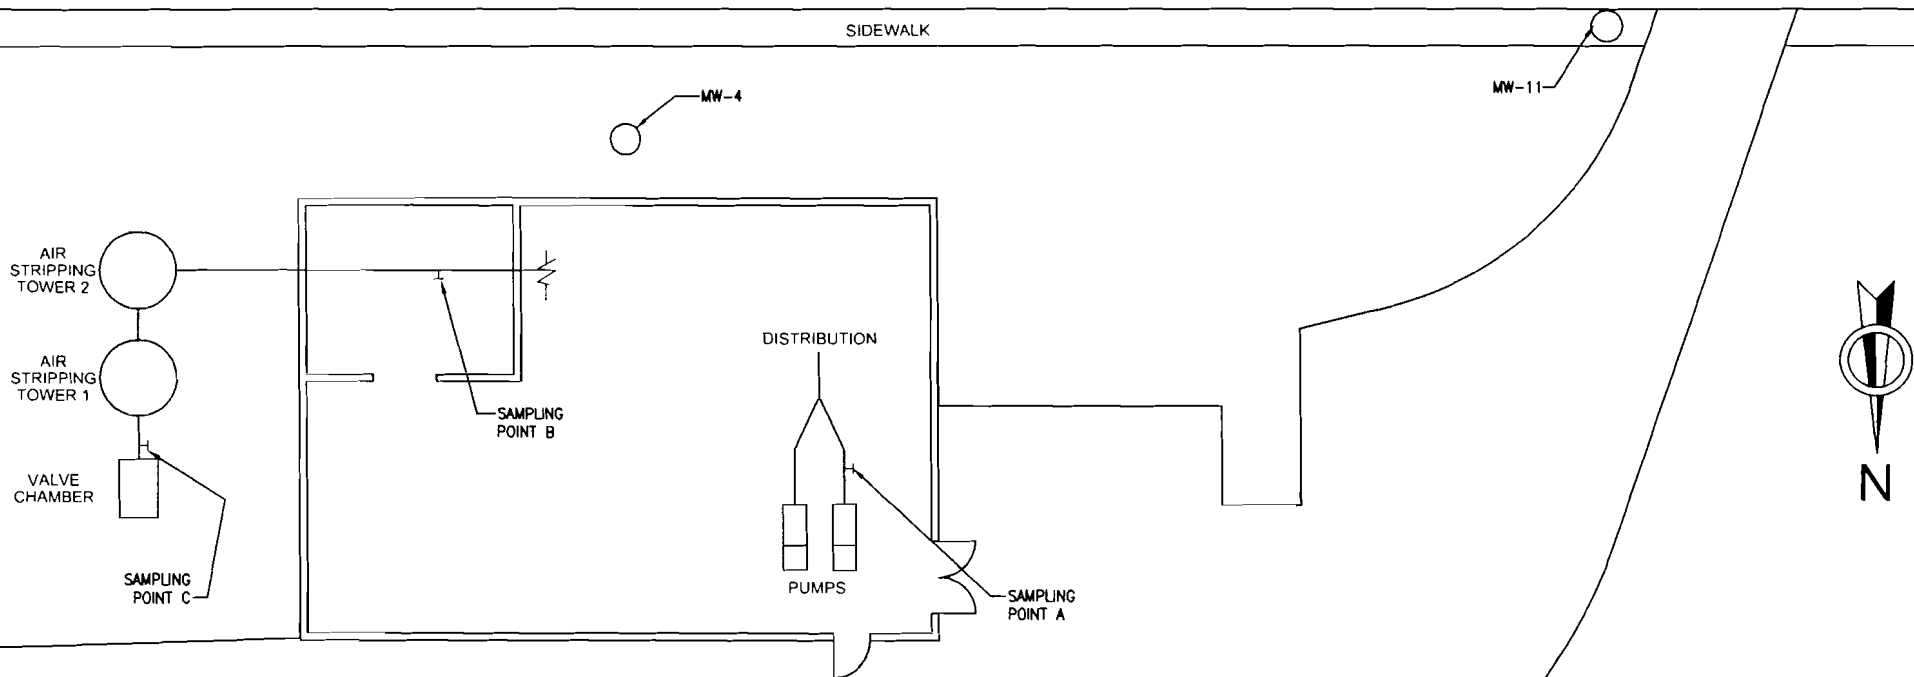 SIDEWALK
MW-11
MW-4
AIR
STRIPPING
TOWER 2
DISTRIBUTION
AIR
STRIPPING
TOWER 1
SAMPLING
POINT B
VALVE
CHAMBER
N
SAMPLING
POINT C
PUMPS
SAMPLING
POINT A